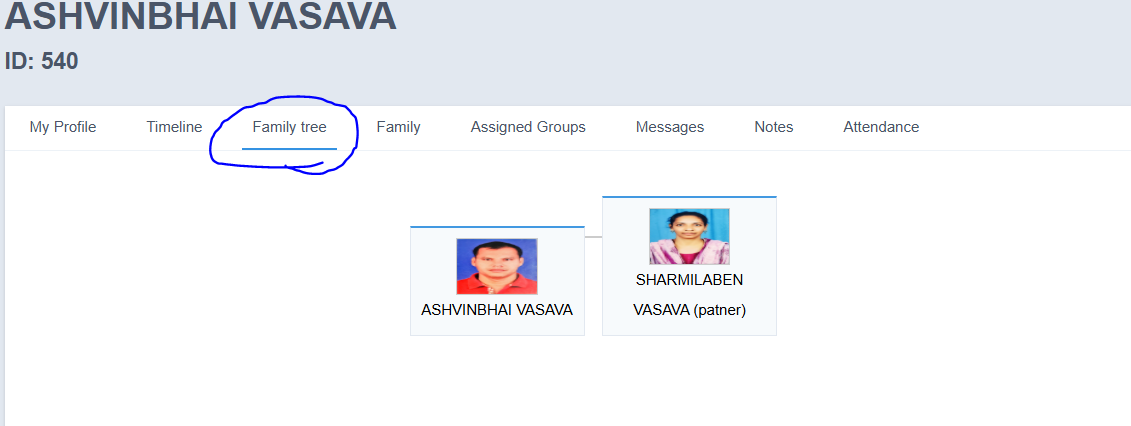 ASHVINBHAI VASAVA
ID: 540
My Profile Timeline Family tree Family Assigned Groups Messages Notes Attendance
ASHVINBHAI VASAVA
SHARMILABEN
VASAVA (patner)